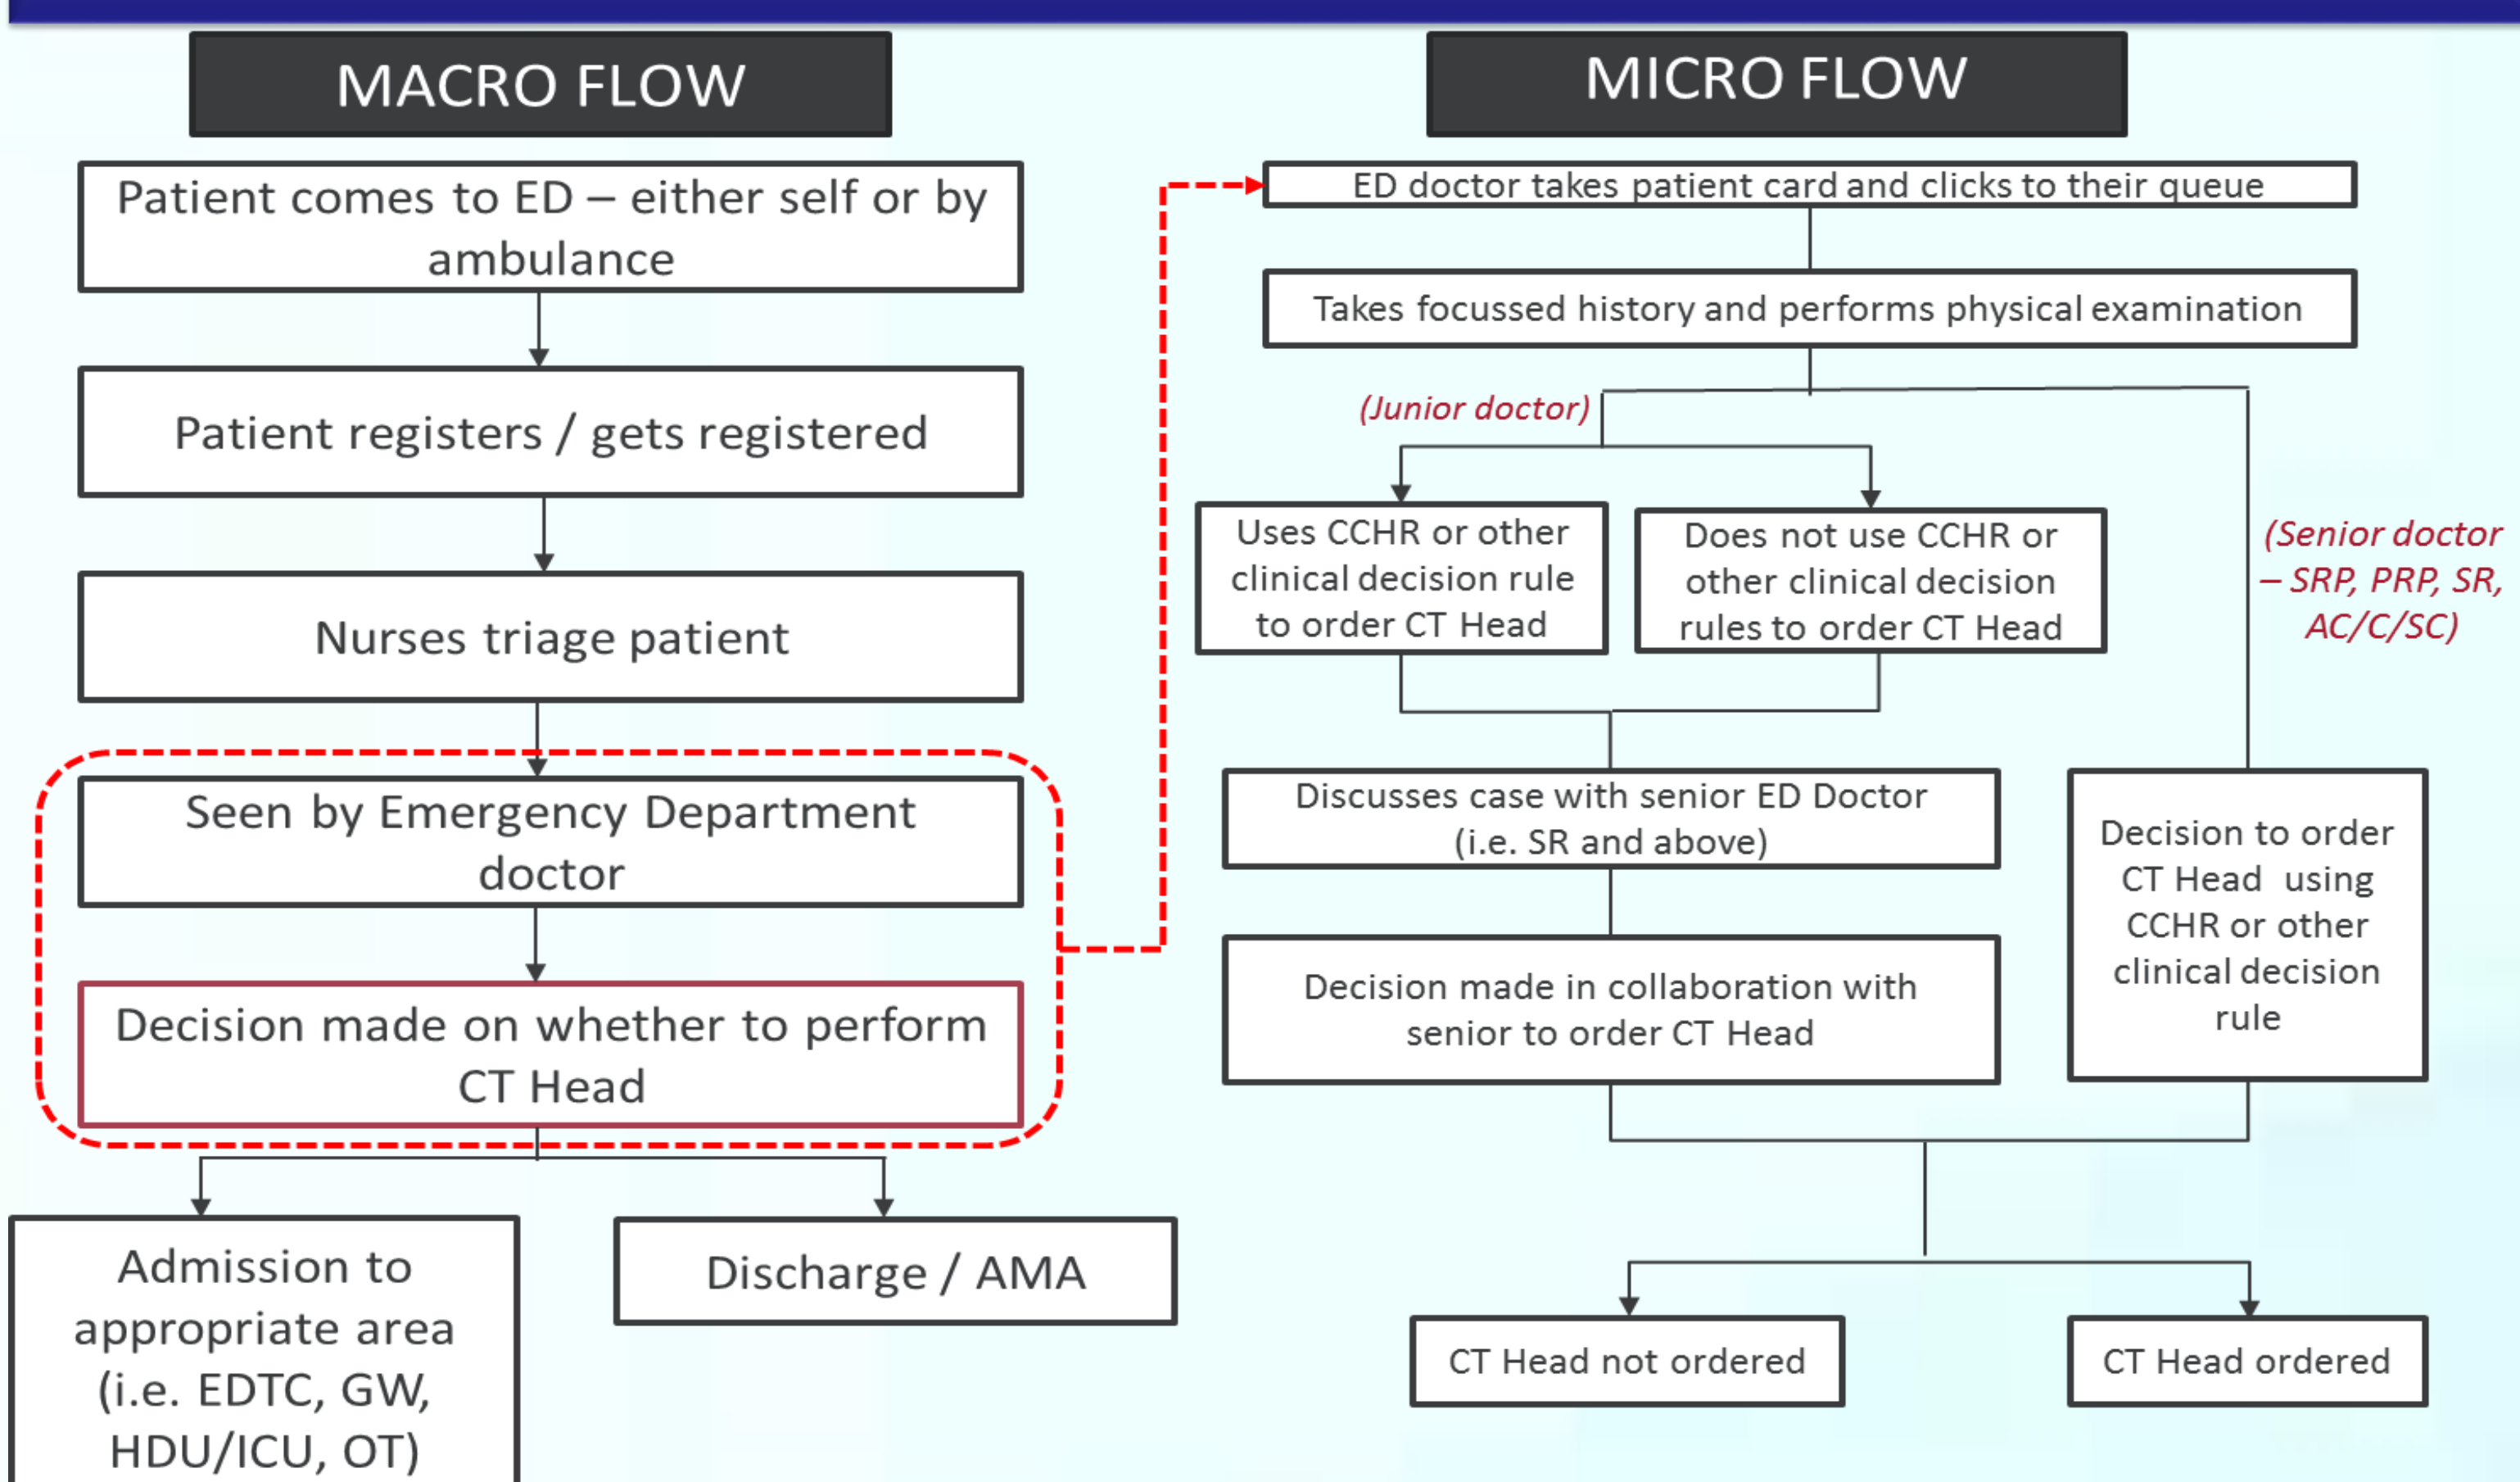 MACRO FLOW
Patient comes to ED – either self or by
ambulance
Patient registers / gets registered
Nurses triage patient
Seen by Emergency Department
doctor
Decision made on whether to perform
CT Head
Admission to
appropriate area
(i.e. EDTC, GW,
HDU/ICU, OT)
Discharge / AMA
MICRO FLOW
ED doctor takes patient card and clicks to their queue
Takes focussed history and performs physical examination
(Junior doctor)
Uses CCHR or other
clinical decision rule
to order CT Head
Does not use CCHR or
other clinical decision
rules to order CT Head
(Senior doctor
– SRP, PRP, SR,
AC/C/SC)
Discusses case with senior ED Doctor
(i.e. SR and above)
Decision made in collaboration with
senior to order CT Head
Decision to order
CT Head using
CCHR or other
clinical decision
rule
CT Head not ordered
CT Head ordered